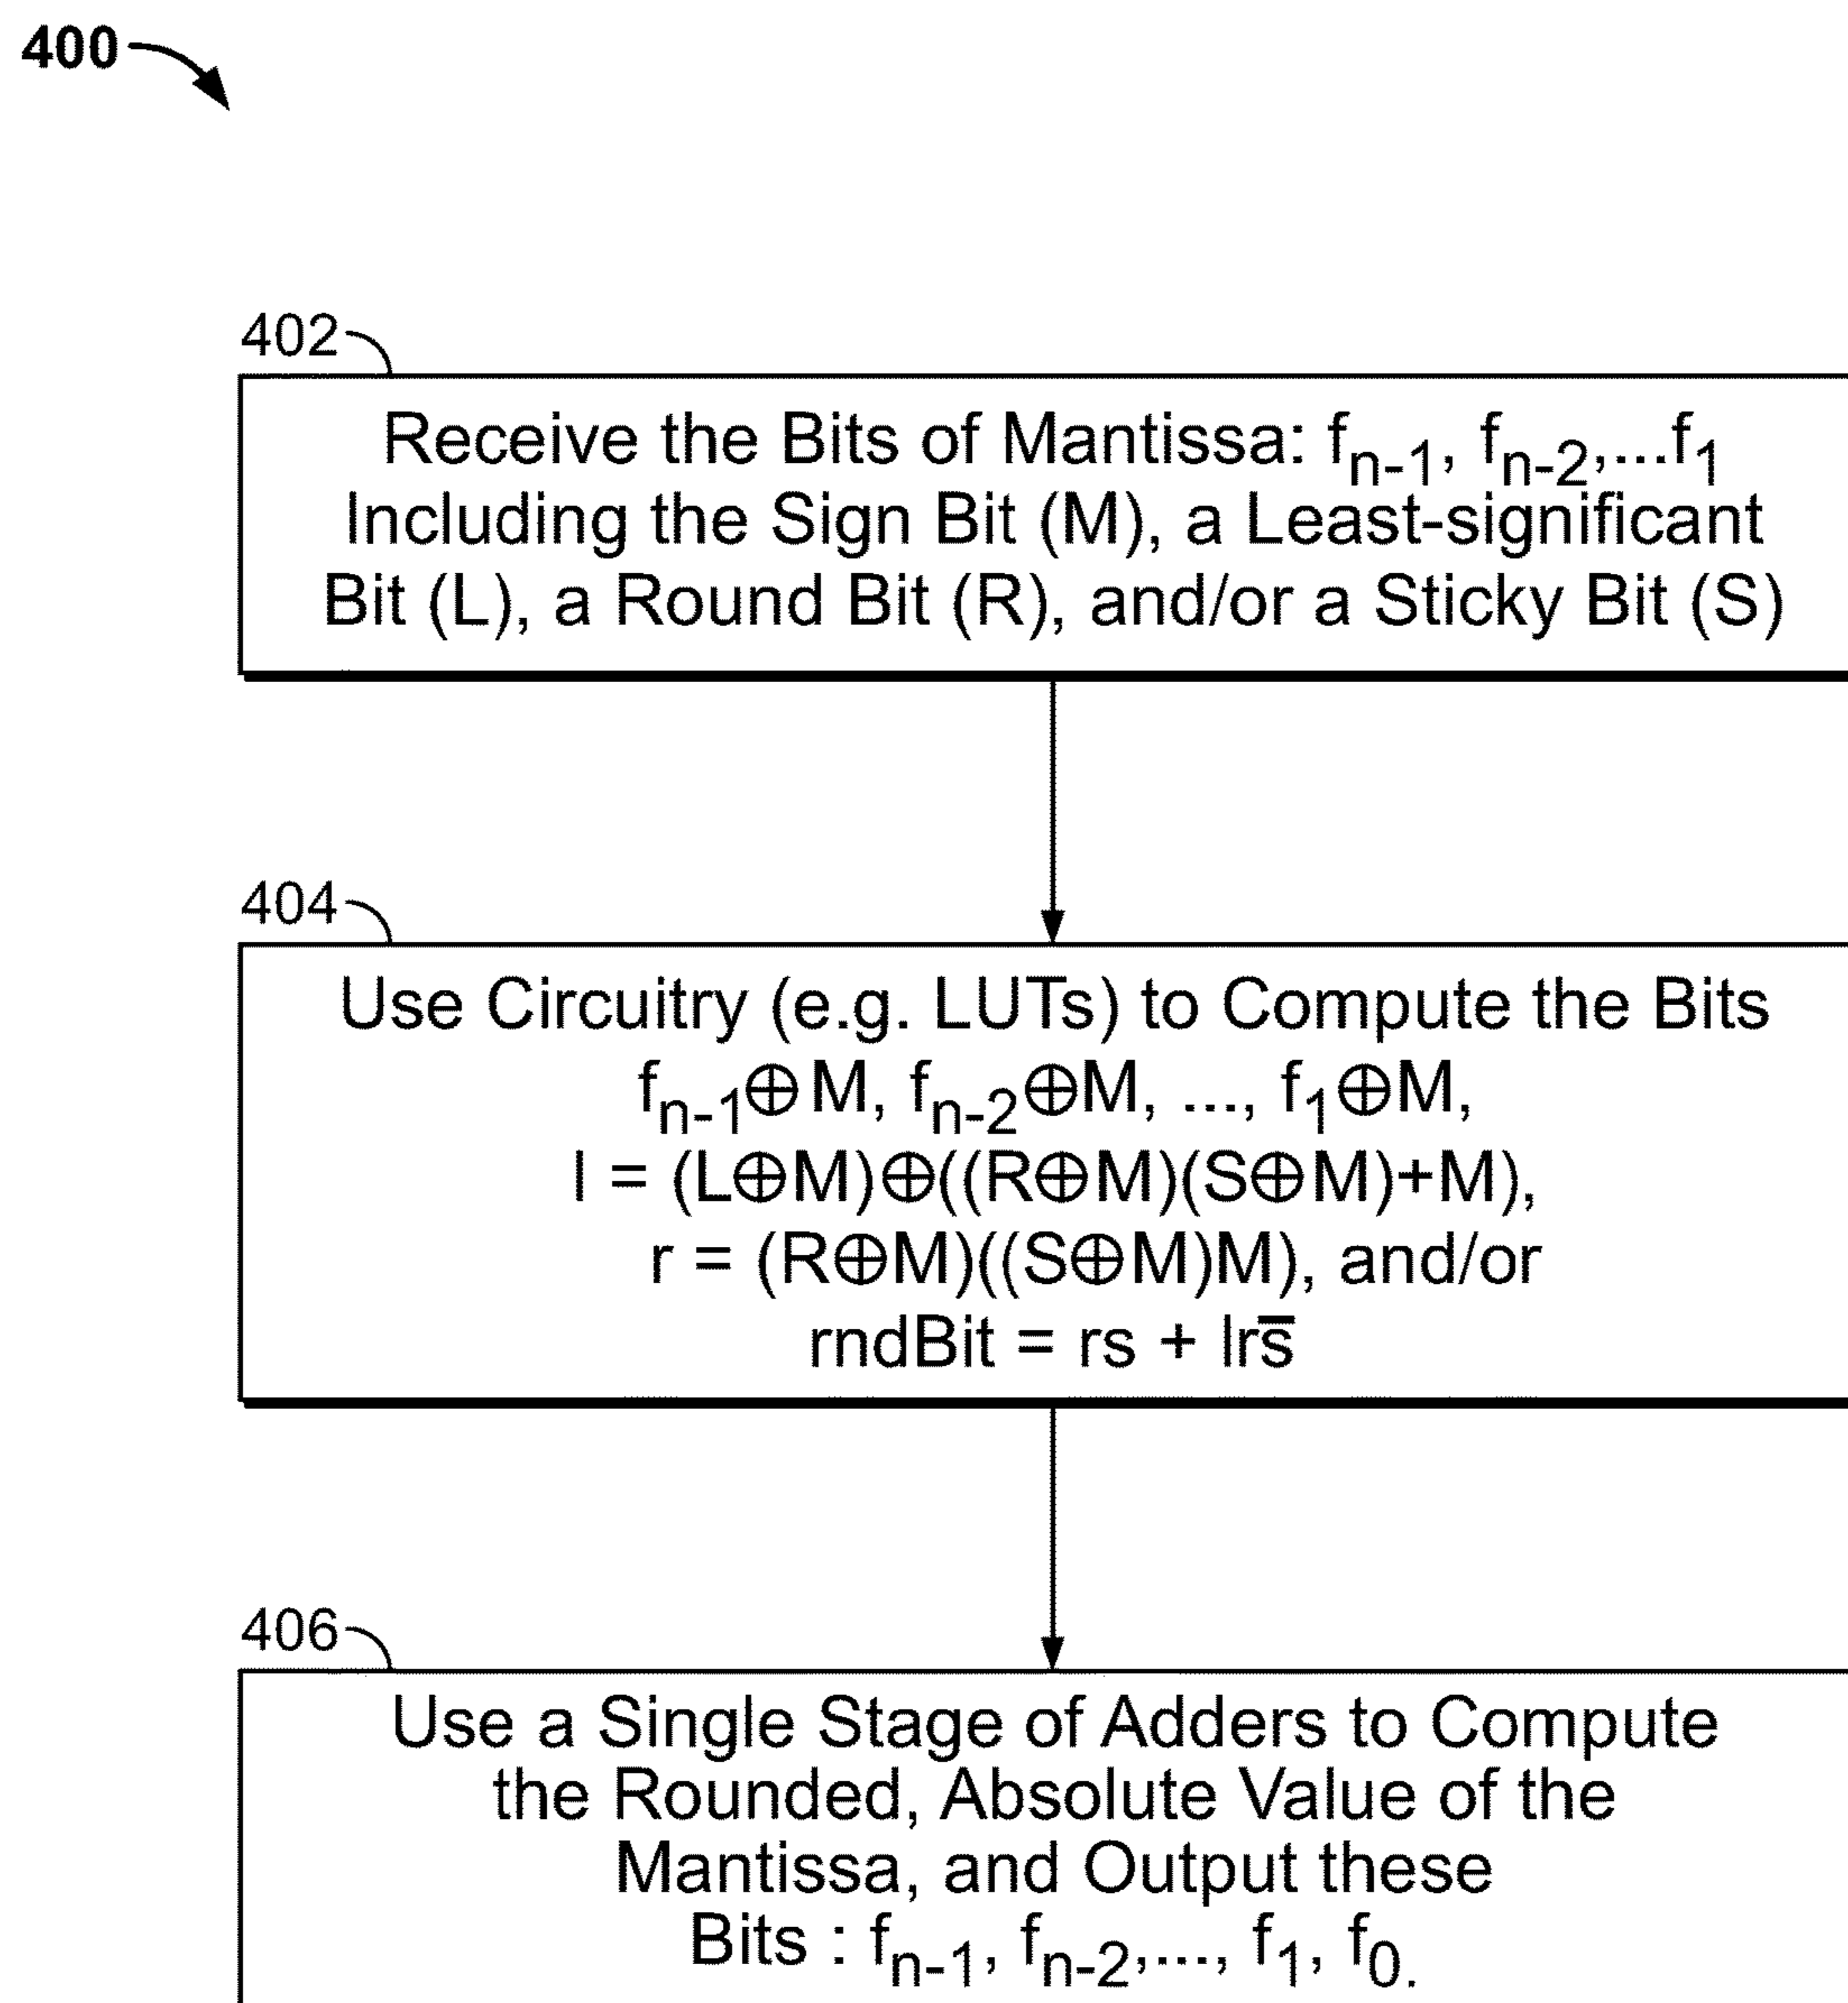 400
402
Receive the Bits of Mantissa: fₙ₋₁, fₙ₋₂,...f₁
Including the Sign Bit (M), a Least-significant
Bit (L), a Round Bit (R), and/or a Sticky Bit (S)
404
Use Circuitry (e.g. LUTs) to Compute the Bits
fₙ₋₁⊕M, fₙ₋₂⊕M, ..., f₁⊕M,
l = (L⊕M)⊕((R⊕M)(S⊕M)+M),
r = (R⊕M)((S⊕M)M), and/or
rndBit = rs + lrs̅
406
Use a Single Stage of Adders to Compute
the Rounded, Absolute Value of the
Mantissa, and Output these
Bits : fₙ₋₁, fₙ₋₂,..., f₁, f₀.